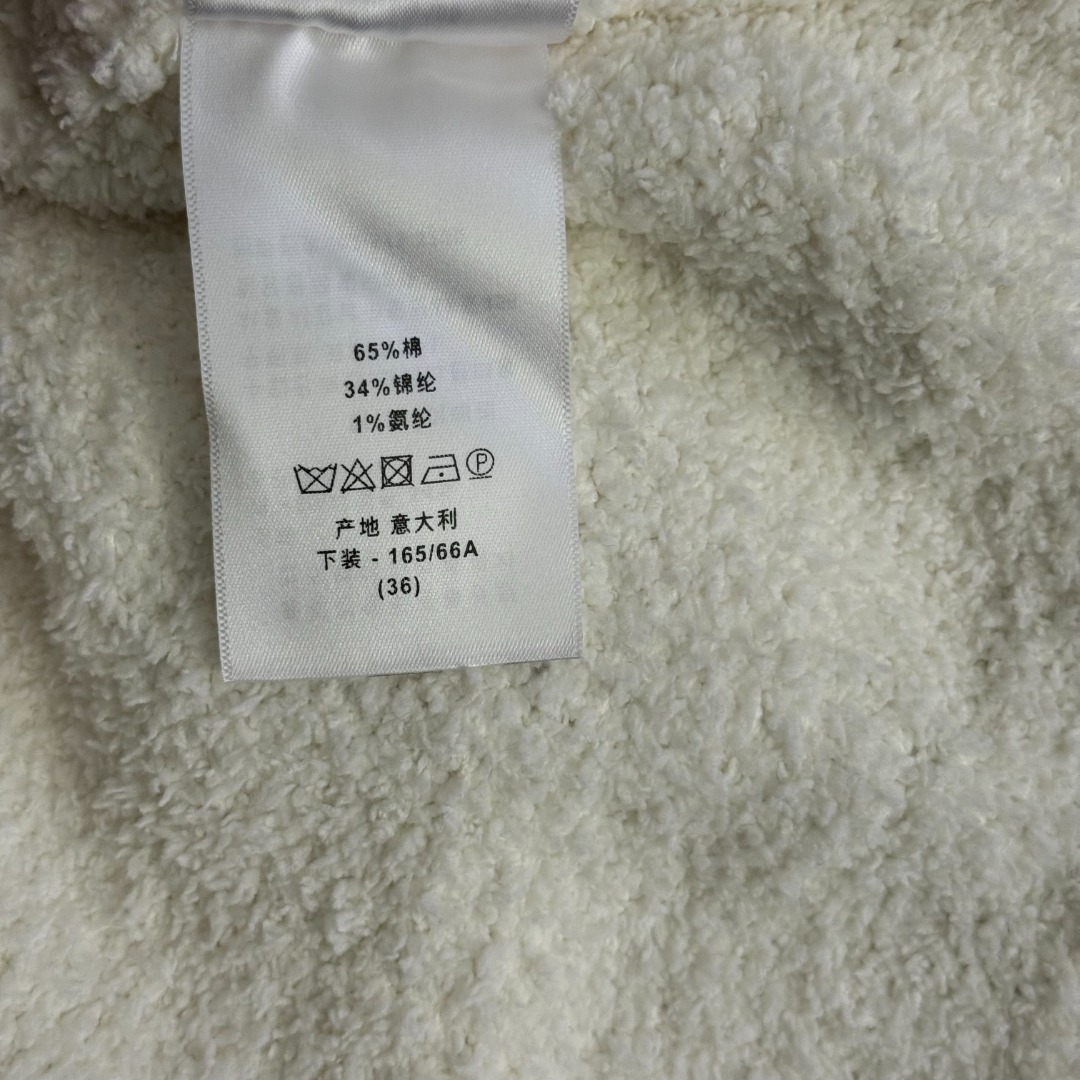 65%棉
34%锦纶
1%氨纶
P
产地 意大利
下装 - 165/66A
(36)